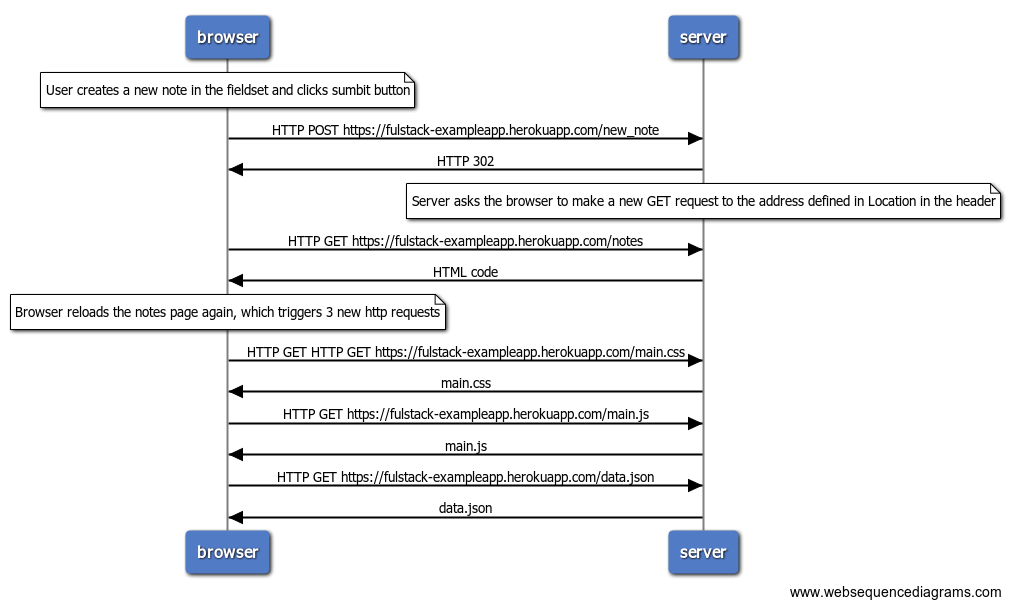 browser
server
User creates a new note in the fieldset and clicks sumbit button
HTTP POST https://fulstack-exampleapp.herokuapp.com/new_note
HTTP 302
Server asks the browser to make a new GET request to the address defined in Location in the header
HTTP GET https://fulstack-exampleapp.herokuapp.com/notes
HTML code
Browser reloads the notes page again, which triggers 3 new http requests
HTTP GET HTTP GET https://fulstack-exampleapp.herokuapp.com/main.css
main.css
HTTP GET https://fulstack-exampleapp.herokuapp.com/main.js
main.js
HTTP GET https://fulstack-exampleapp.herokuapp.com/data.json
data.json
browser
server
www.websequencediagrams.com